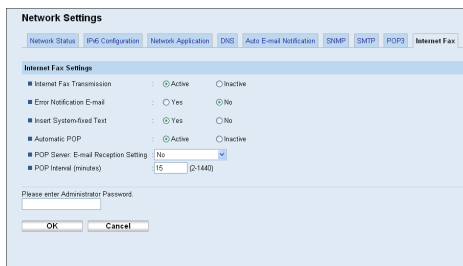 Network Settings
Network Status IPv6 Configuration Network Application DNS Auto E-mail Notification SNMP SMTP POP3 Internet Fax
Internet Fax Settings
Internet Fax Transmission : Active Inactive
Error Notification E-mail : Yes No
Insert System-fixed Text : Yes No
Automatic POP : Active Inactive
POP Server: E-mail Reception Setting : No
POP Interval (minutes) : 15 (2-1440)
Please enter Administrator Password.
OK Cancel